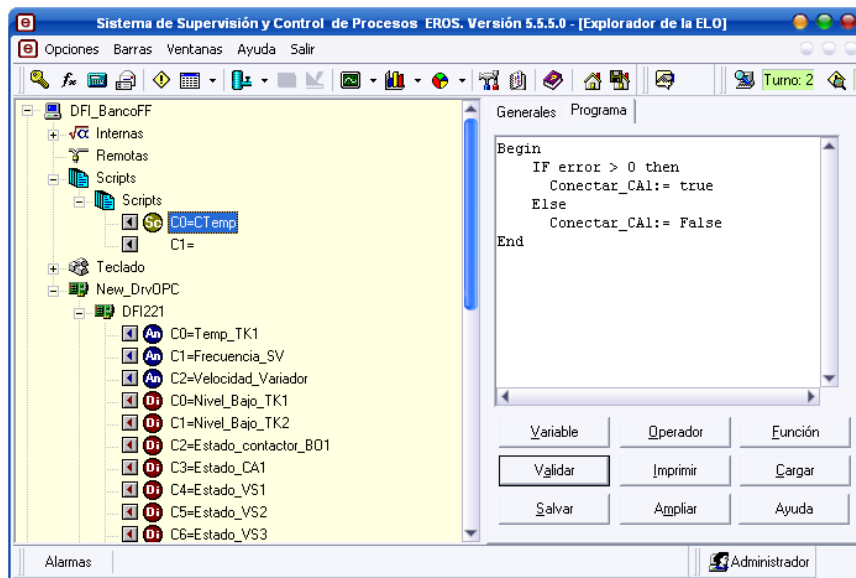 Sistema de Supervisión y Control de Procesos EROS. Versión 5.5.5.0 - [Explorador de la ELO]
Opciones Barras Ventanas Ayuda Salir
Turno: 2
DFI_BancoFF
Internas
Remotas
Scripts
Scripts
C0=CTemp
C1=
Teclado
New_DrvOPC
DFI221
C0=Temp_TK1
C1=Frecuencia_SV
C2=Velocidad_Variador
C0=Nivel_Bajo_TK1
C1=Nivel_Bajo_TK2
C2=Estado_contactor_BO1
C3=Estado_CA1
C4=Estado_VS1
C5=Estado_VS2
C6=Estado_VS3
Generales Programa
Begin
IF error > 0 then
Conectar_CA1:= true
Else
Conectar_CA1:= False
End
Variable Operador Función
Validar Imprimir Cargar
Salvar Ampliar Ayuda
Alarmas
Administrador